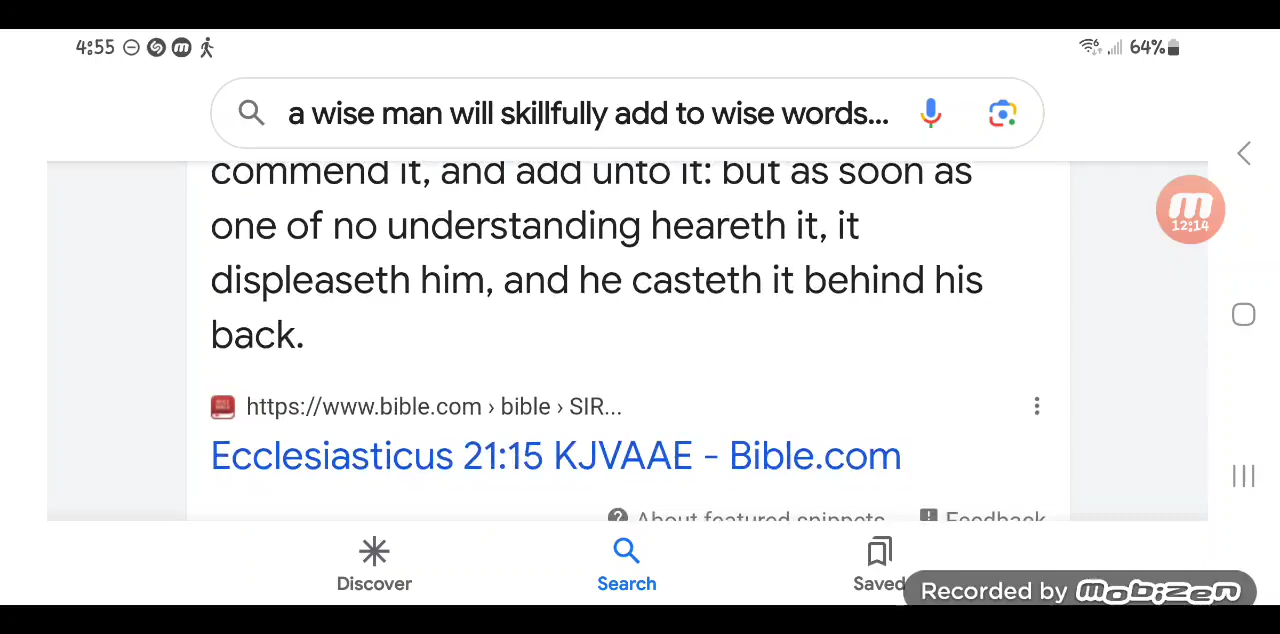 4:55
64%
a wise man will skillfully add to wise words...
commend it, and add unto it: but as soon as
one of no understanding heareth it, it
displeaseth him, and he casteth it behind his
back.
12:14
https://www.bible.com › bible › SIR...
Ecclesiasticus 21:15 KJVAAE - Bible.com
About featured snippets
Feedback
Discover
Search
Saved
Recorded by mobizen